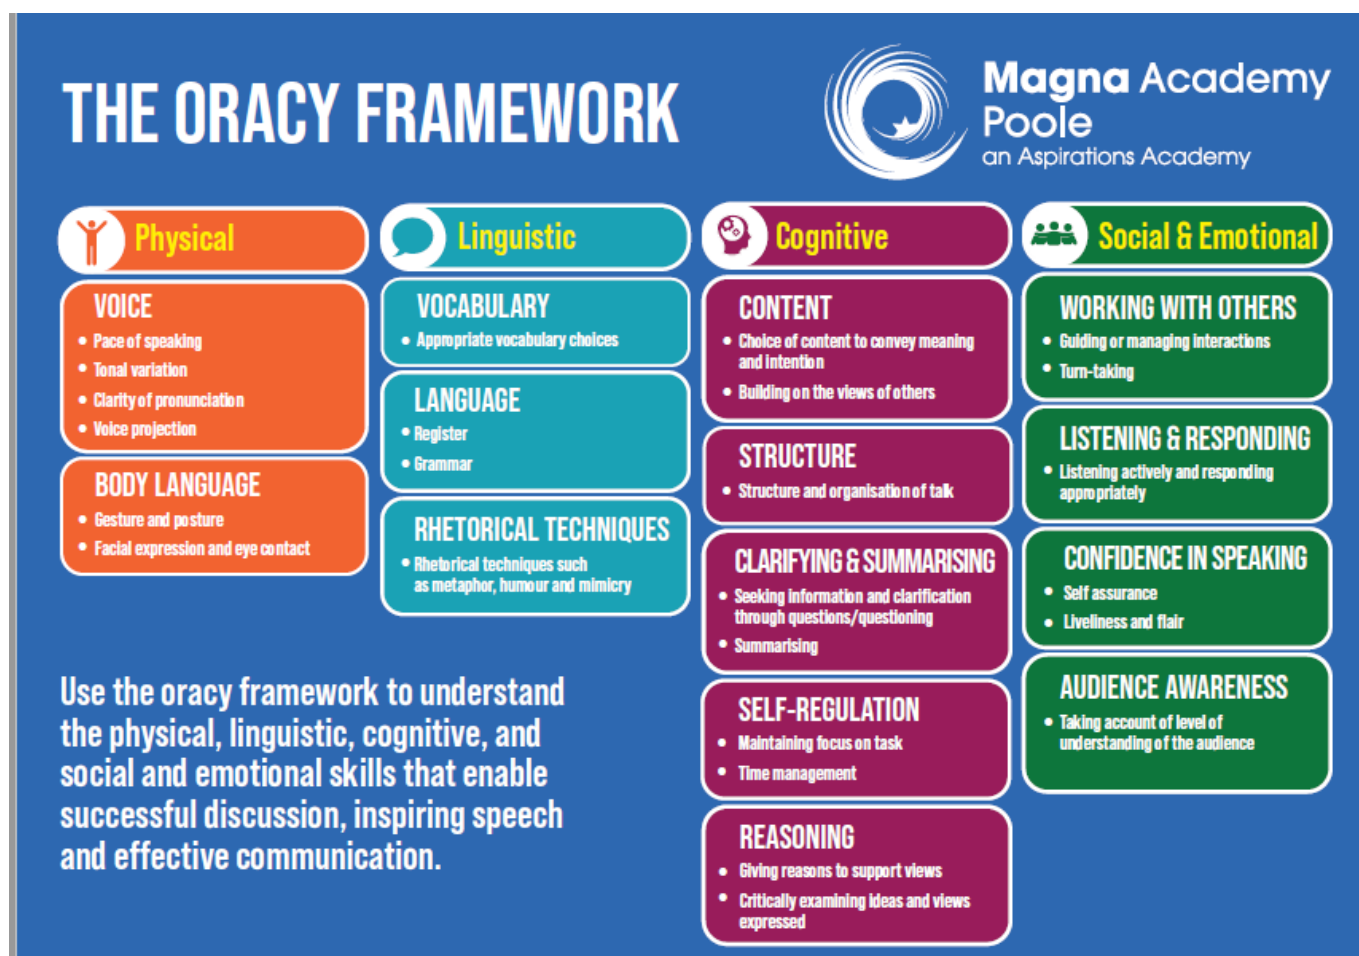 THE ORACY FRAMEWORK
Magna Academy
Poole
an Aspirations Academy
Physical
VOICE
• Pace of speaking
• Tonal variation
• Clarity of pronunciation
• Voice projection
BODY LANGUAGE
• Gesture and posture
• Facial expression and eye contact
Linguistic
VOCABULARY
• Appropriate vocabulary choices
LANGUAGE
• Register
• Grammar
RHETORICAL TECHNIQUES
• Rhetorical techniques such
as metaphor, humour and mimicry
Cognitive
CONTENT
• Choice of content to convey meaning
and intention
• Building on the views of others
STRUCTURE
• Structure and organisation of talk
CLARIFYING & SUMMARISING
• Seeking information and clarification
through questions/questioning
• Summarising
SELF-REGULATION
• Maintaining focus on task
• Time management
REASONING
• Giving reasons to support views
• Critically examining ideas and views
expressed
Social & Emotional
WORKING WITH OTHERS
• Guiding or managing interactions
• Turn-taking
LISTENING & RESPONDING
• Listening actively and responding
appropriately
CONFIDENCE IN SPEAKING
• Self assurance
• Liveliness and flair
AUDIENCE AWARENESS
• Taking account of level of
understanding of the audience
Use the oracy framework to understand
the physical, linguistic, cognitive, and
social and emotional skills that enable
successful discussion, inspiring speech
and effective communication.